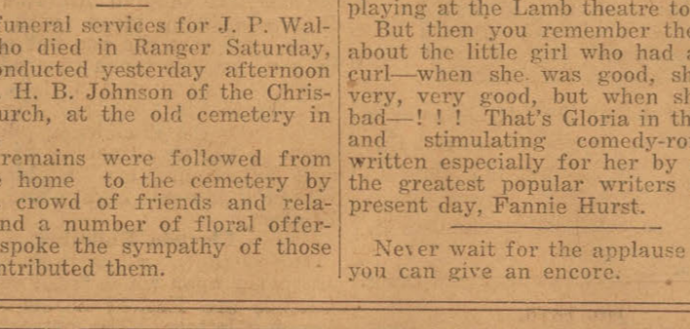 funeral services for J. P. Wal-
ho died in Ranger Saturday,
onducted yesterday afternoon
H. B. Johnson of the Chris-
urch, at the old cemetery in
remains were followed from
home to the cemetery by
crowd of friends and rela-
nd a number of floral offer-
spoke the sympathy of those
ntributed them.
playing at the Lamb theatre to
But then you remember the
about the little girl who had a
curl—when she was good, sh
very, very good, but when sh
bad—! ! ! That's Gloria in th
and stimulating comedy-ro
written especially for her by
the greatest popular writers
present day, Fannie Hurst.
Never wait for the applause
you can give an encore.